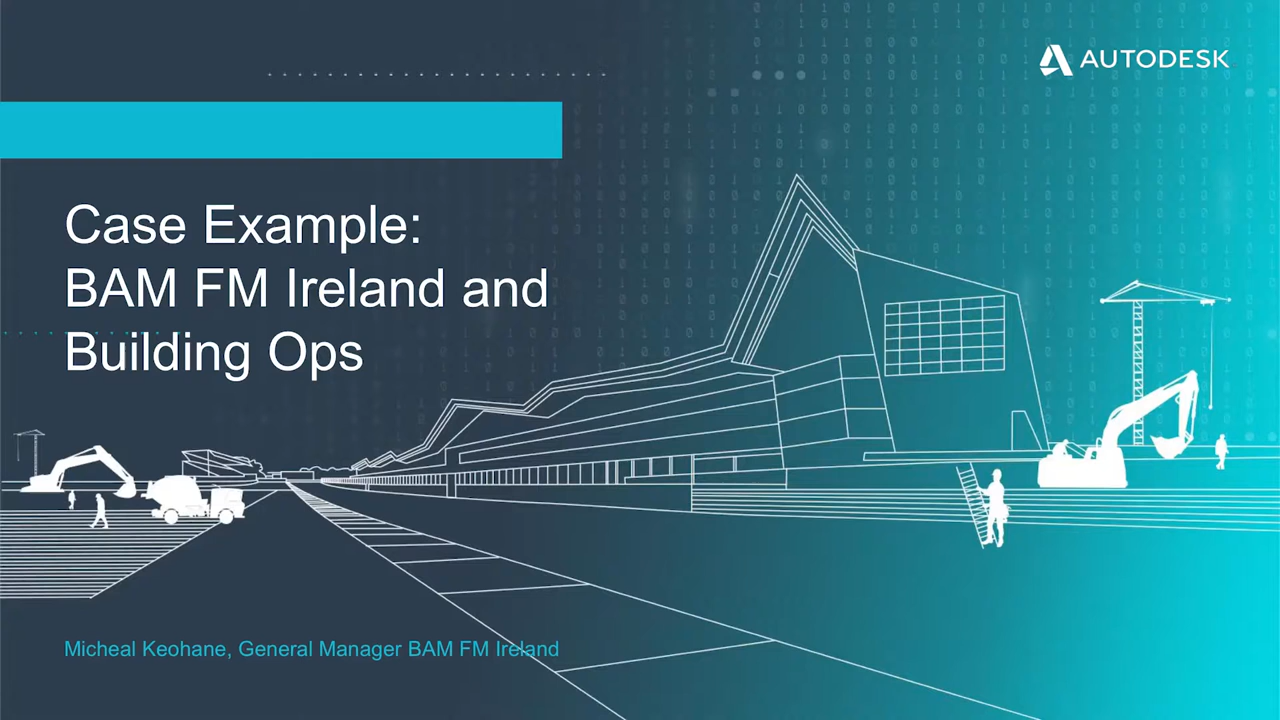 AUTODESK
Case Example:
BAM FM Ireland and
Building Ops
Micheal Keohane, General Manager BAM FM Ireland